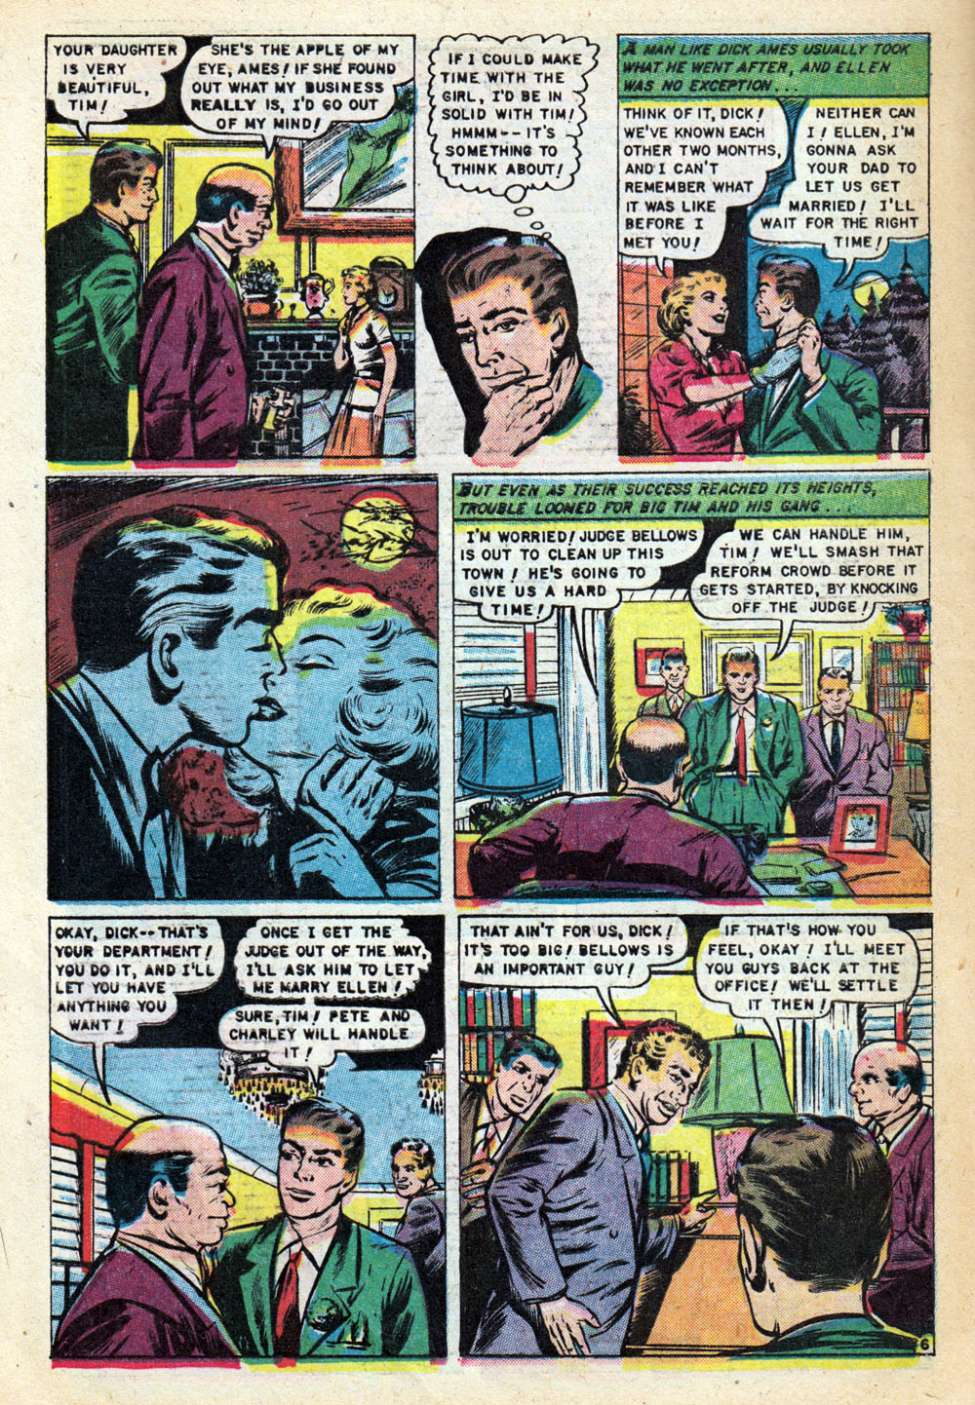 YOUR DAUGHTER
IS VERY
BEAUTIFUL,
TIM!
SHE'S THE APPLE OF MY
EYE, AMES! IF SHE FOUND
OUT WHAT MY BUSINESS
REALLY IS, I'D GO OUT
OF MY MIND!
IF I COULD MAKE
TIME WITH THE
GIRL, I'D BE IN
SOLID WITH TIM!
HMMM-- IT'S
SOMETHING TO
THINK ABOUT!
A MAN LIKE DICK AMES USUALLY TOOK
WHAT HE WENT AFTER, AND ELLEN
WAS NO EXCEPTION...
THINK OF IT, DICK!
WE'VE KNOWN EACH
OTHER TWO MONTHS,
AND I CAN'T
REMEMBER WHAT
IT WAS LIKE
BEFORE I
MET YOU!
NEITHER CAN
I! ELLEN, I'M
GONNA ASK
YOUR DAD TO
LET US GET
MARRIED! I'LL
WAIT FOR THE RIGHT
TIME!
BUT EVEN AS THEIR SUCCESS REACHED ITS HEIGHTS,
TROUBLE LOOMED FOR BIG TIM AND HIS GANG...
I'M WORRIED! JUDGE BELLOWS
IS OUT TO CLEAN UP THIS
TOWN! HE'S GOING TO
GIVE US A HARD
TIME!
WE CAN HANDLE HIM,
TIM! WE'LL SMASH THAT
REFORM CROWD BEFORE IT
GETS STARTED, BY KNOCKING
OFF THE JUDGE!
OKAY, DICK-- THAT'S
YOUR DEPARTMENT!
YOU DO IT, AND I'LL
LET YOU HAVE
ANYTHING YOU
WANT!
ONCE I GET THE
JUDGE OUT OF THE WAY,
I'LL ASK HIM TO LET
ME MARRY ELLEN!
SURE, TIM! PETE AND
CHARLEY WILL HANDLE
IT!
THAT AIN'T FOR US, DICK!
IT'S TOO BIG! BELLOWS IS
AN IMPORTANT GUY!
IF THAT'S HOW YOU
FEEL, OKAY! I'LL MEET
YOU GUYS BACK AT THE
OFFICE! WE'LL SETTLE
IT THEN!
6